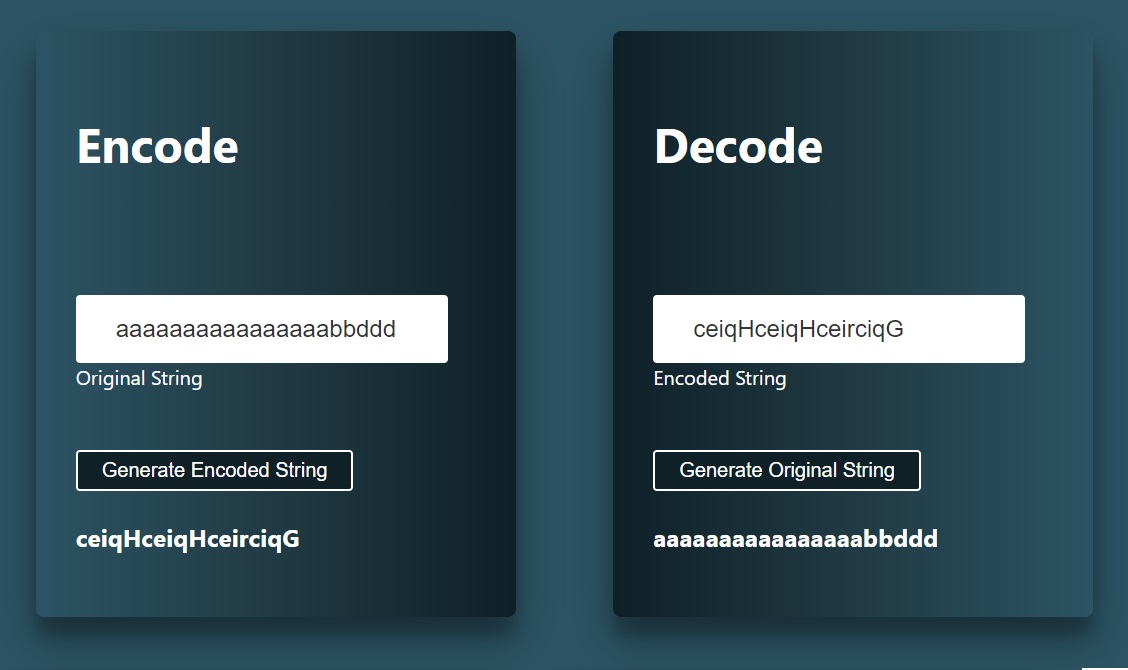 Encode
aaaaaaaaaaaaaaaabbddd
Original String
Generate Encoded String
ceiqHceiqHceirciqG
Decode
ceiqHceiqHceirciqG
Encoded String
Generate Original String
aaaaaaaaaaaaaaaabbddd